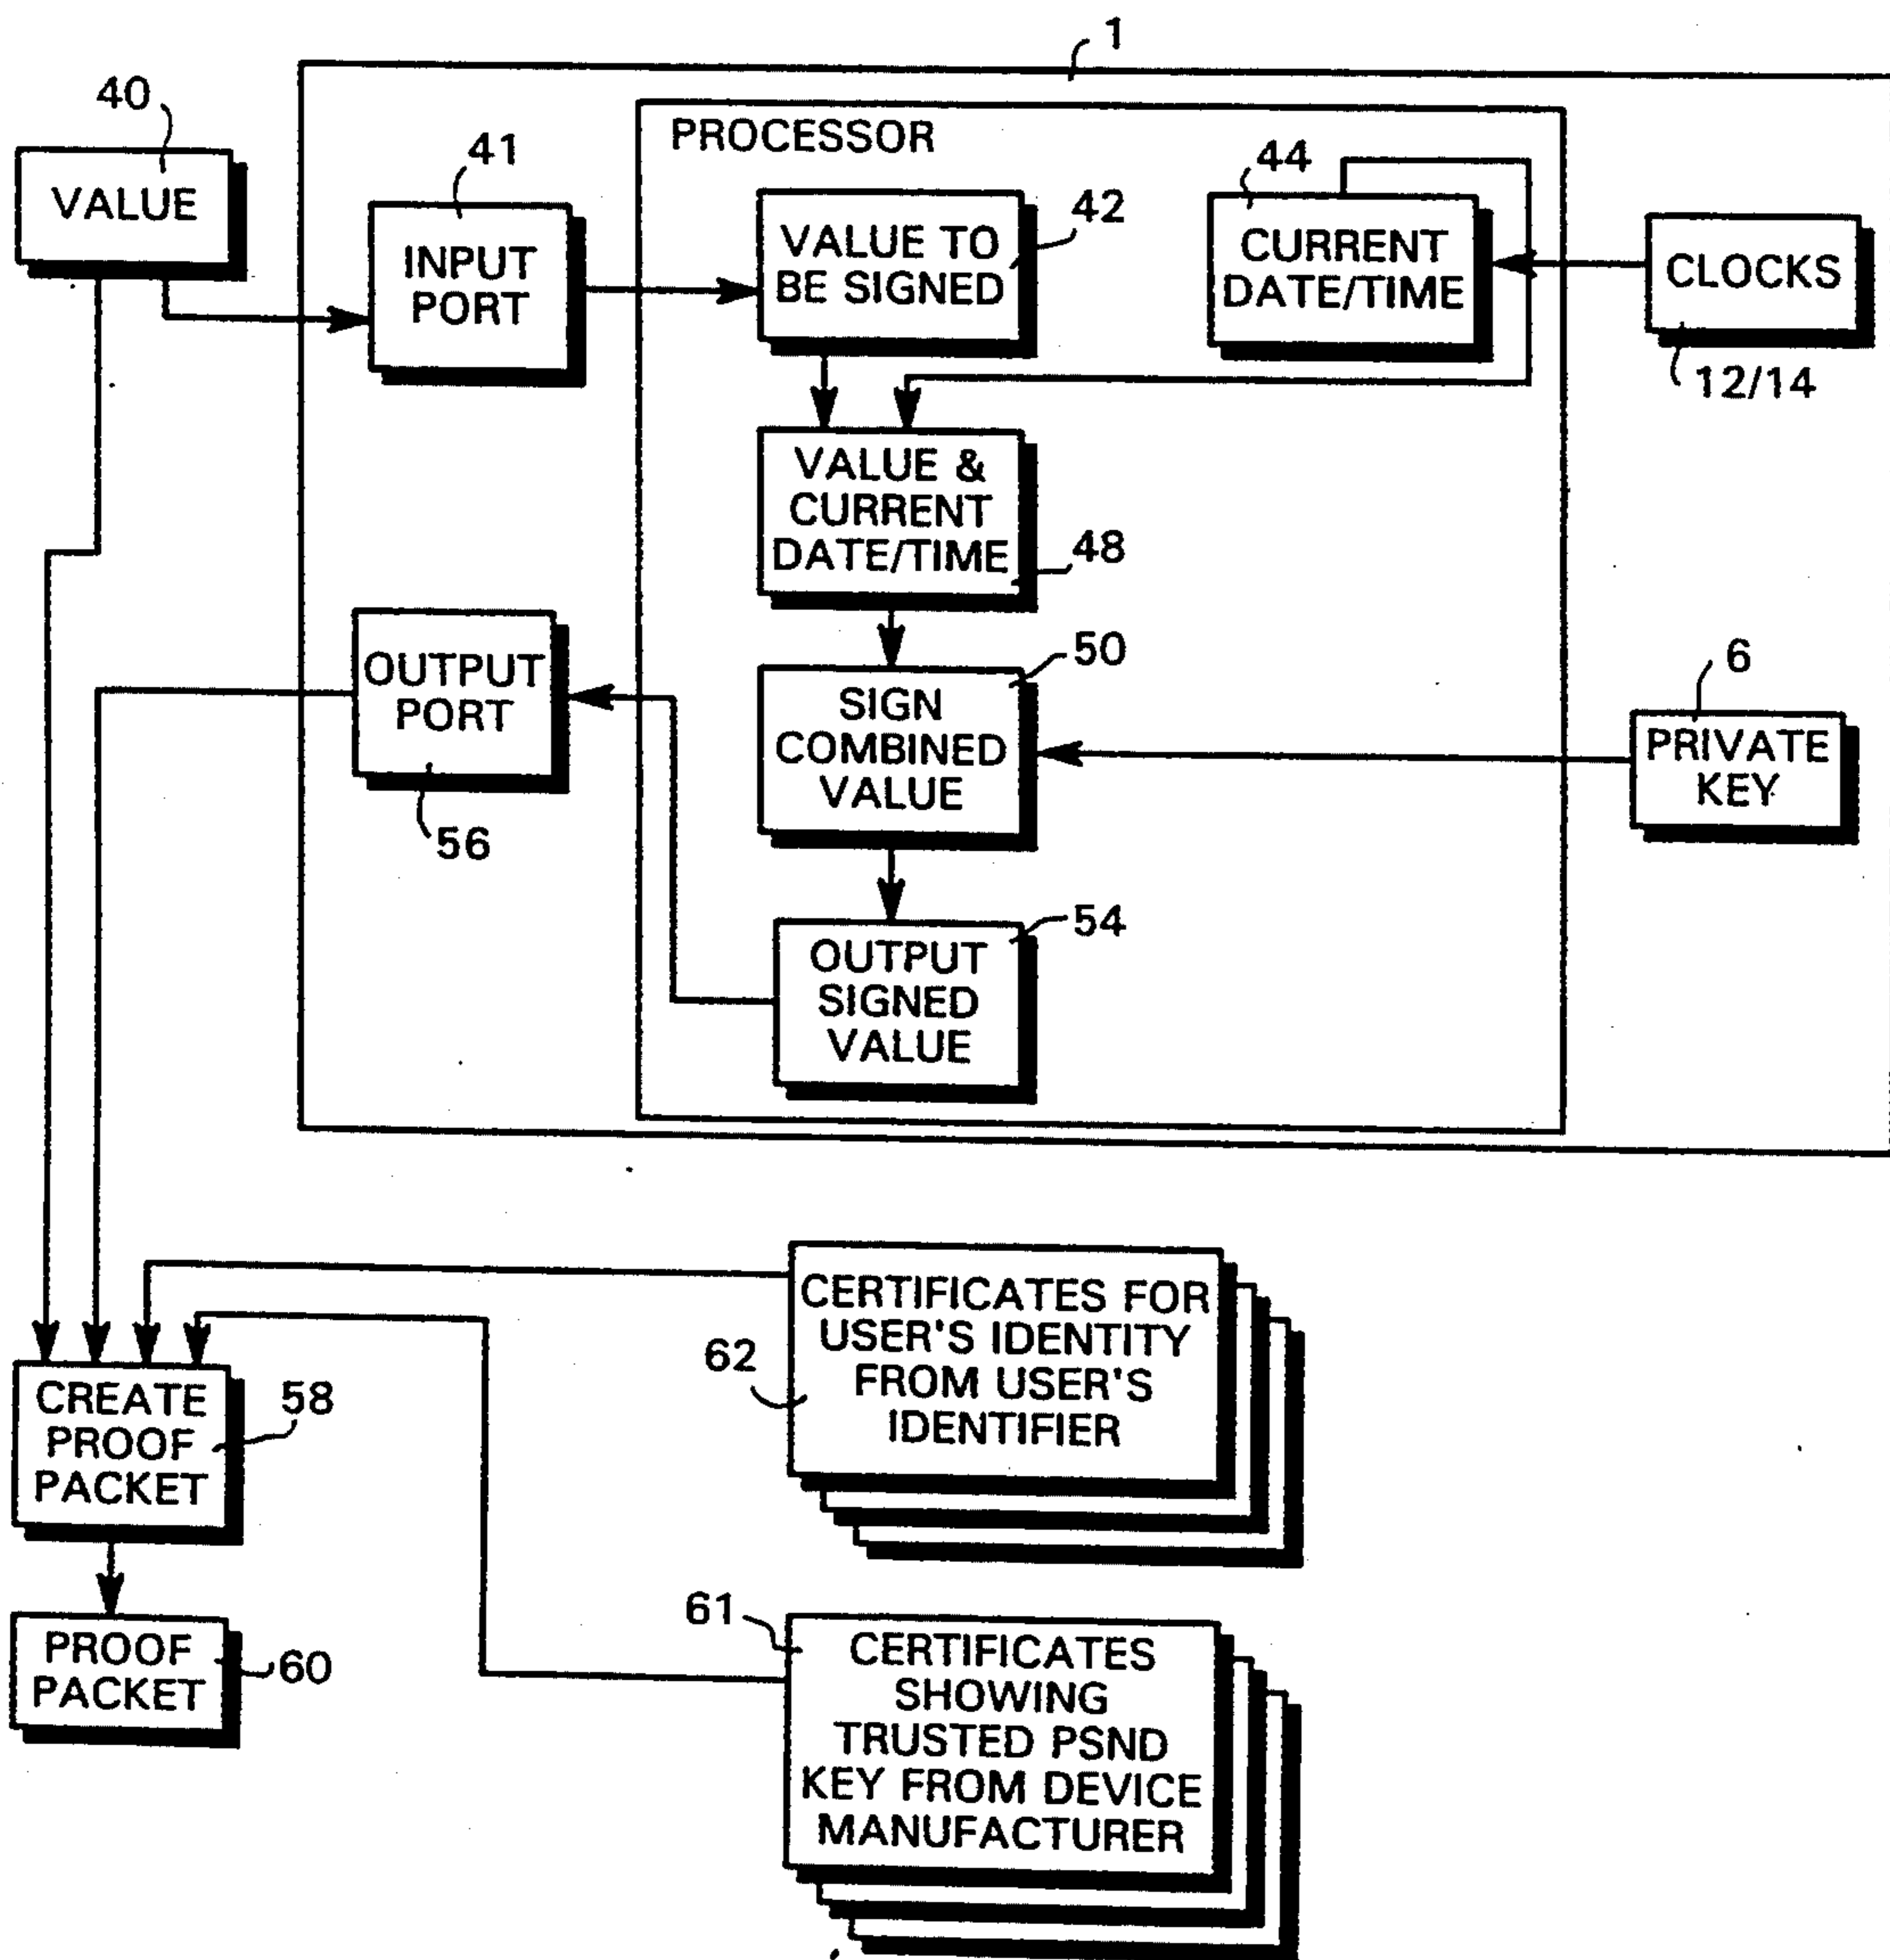 1
40
VALUE
41
INPUT
PORT
PROCESSOR
VALUE TO
BE SIGNED
42
44
CURRENT
DATE/TIME
CLOCKS
12/14
VALUE &
CURRENT
DATE/TIME
48
OUTPUT
PORT
56
SIGN
COMBINED
VALUE
50
6
PRIVATE
KEY
OUTPUT
SIGNED
VALUE
54
CERTIFICATES FOR
USER'S IDENTITY
FROM USER'S
IDENTIFIER
62
CREATE
PROOF
PACKET
58
PROOF
PACKET
60
61
CERTIFICATES
SHOWING
TRUSTED PSND
KEY FROM DEVICE
MANUFACTURER